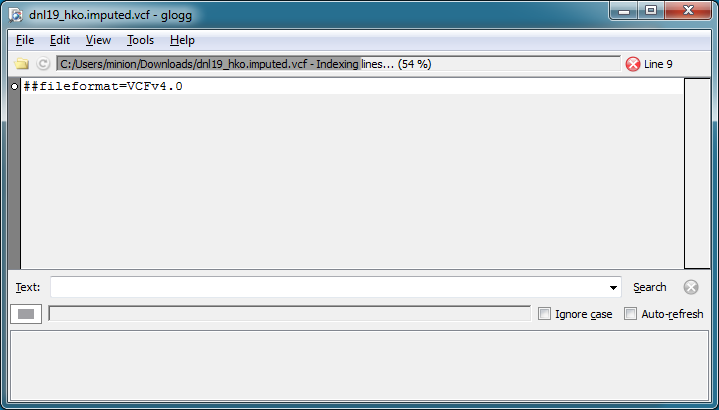 dnl19_hko.imputed.vcf - glogg
File Edit View Tools Help
C:/Users/minion/Downloads/dnl19_hko.imputed.vcf - Indexing lines... (54 %) Line 9
##fileformat=VCFv4.0
Text: Search
Ignore case Auto-refresh